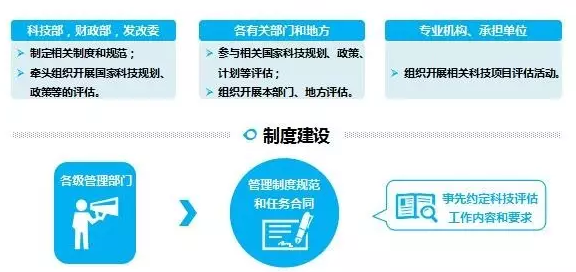 科技部，财政部，发改委
制定相关制度和规范；
牵头组织开展国家科技规划、
政策等的评估。
各有关部门和地方
参与相关国家科技规划、政策、
计划等评估；
组织开展本部门、地方评估。
专业机构、承担单位
组织开展相关科技项目评估活动。
制度建设
各级管理部门
管理制度规范
和任务合同
事先约定科技评估
工作内容和要求